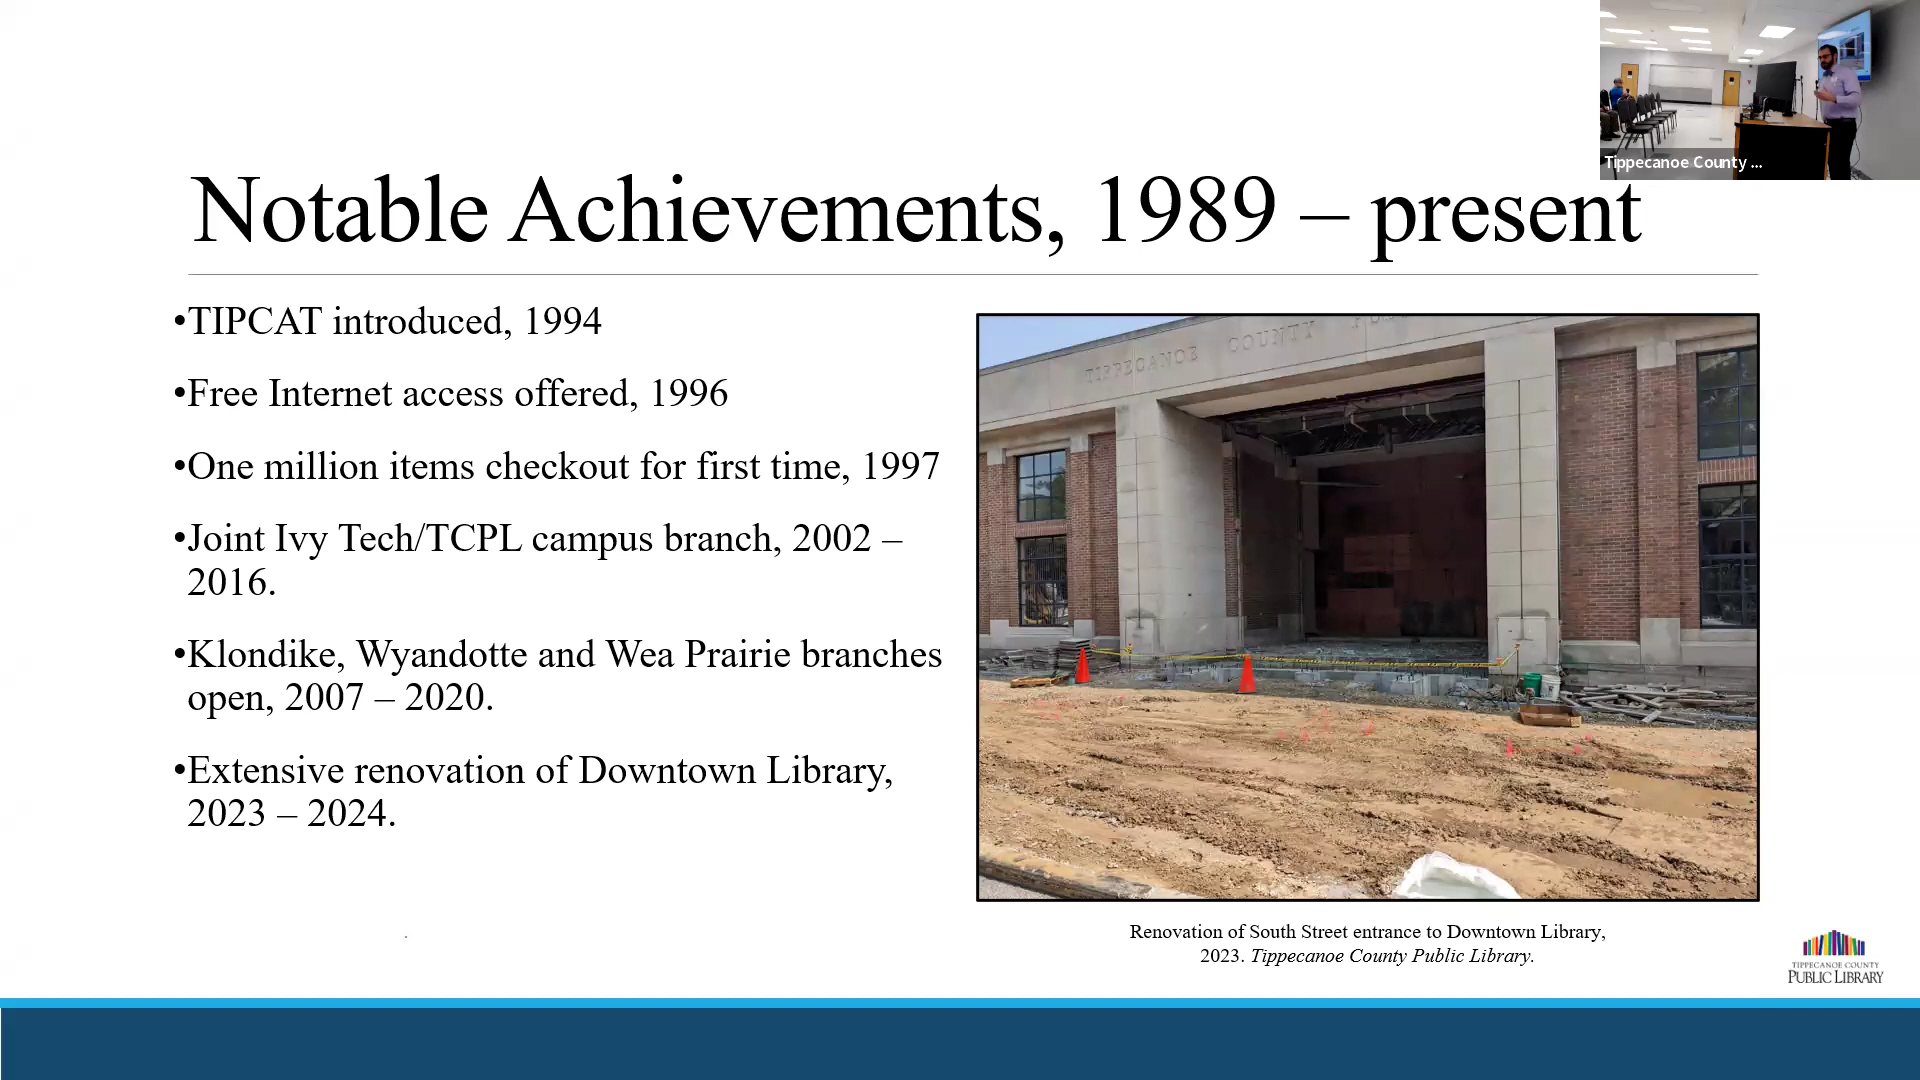 Tippecanoe County ...
Notable Achievements, 1989 – present
•TIPCAT introduced, 1994
•Free Internet access offered, 1996
•One million items checkout for first time, 1997
•Joint Ivy Tech/TCPL campus branch, 2002 –
2016.
•Klondike, Wyandotte and Wea Prairie branches
open, 2007 – 2020.
•Extensive renovation of Downtown Library,
2023 – 2024.
TIPPECANOE COUNTY
Renovation of South Street entrance to Downtown Library,
2023. Tippecanoe County Public Library.
TIPPECANOE COUNTY
PUBLIC LIBRARY